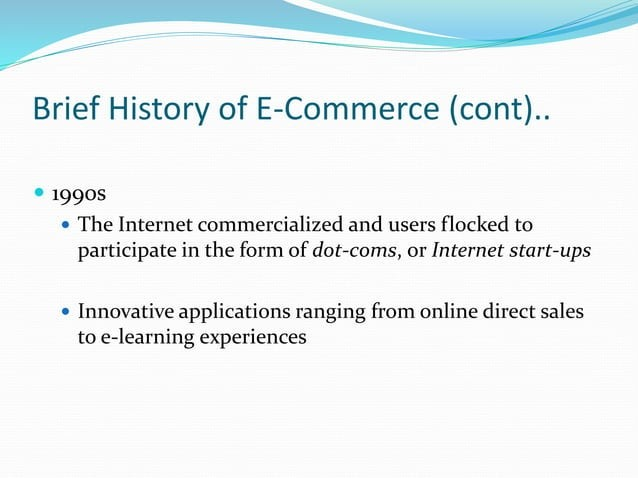 Brief History of E-Commerce (cont)..
1990s
The Internet commercialized and users flocked to
participate in the form of dot-coms, or Internet start-ups
Innovative applications ranging from online direct sales
to e-learning experiences